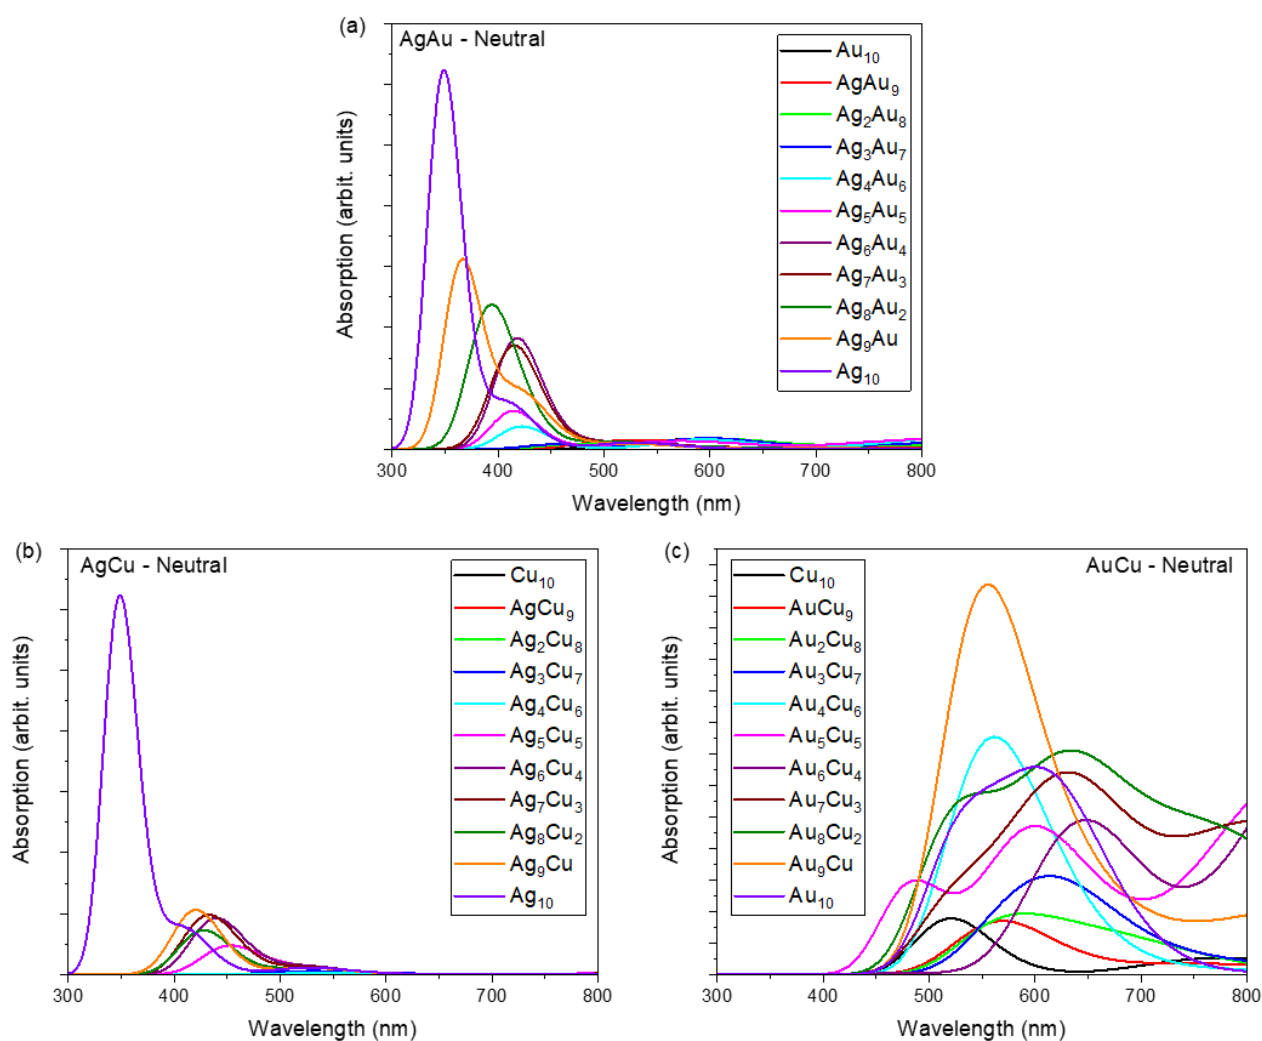 (a)
AgAu - Neutral
Au₁₀
AgAu₉
Ag₂Au₈
Ag₃Au₇
Ag₄Au₆
Ag₅Au₅
Ag₆Au₄
Ag₇Au₃
Ag₈Au₂
Ag₉Au
Ag₁₀
Absorption (arbit. units)
300 400 500 600 700 800
Wavelength (nm)
(b)
AgCu - Neutral
Cu₁₀
AgCu₉
Ag₂Cu₈
Ag₃Cu₇
Ag₄Cu₆
Ag₅Cu₅
Ag₆Cu₄
Ag₇Cu₃
Ag₈Cu₂
Ag₉Cu
Ag₁₀
Absorption (arbit. units)
300 400 500 600 700 800
Wavelength (nm)
(c)
AuCu - Neutral
Cu₁₀
AuCu₉
Au₂Cu₈
Au₃Cu₇
Au₄Cu₆
Au₅Cu₅
Au₆Cu₄
Au₇Cu₃
Au₈Cu₂
Au₉Cu
Au₁₀
Absorption (arbit. units)
300 400 500 600 700 800
Wavelength (nm)